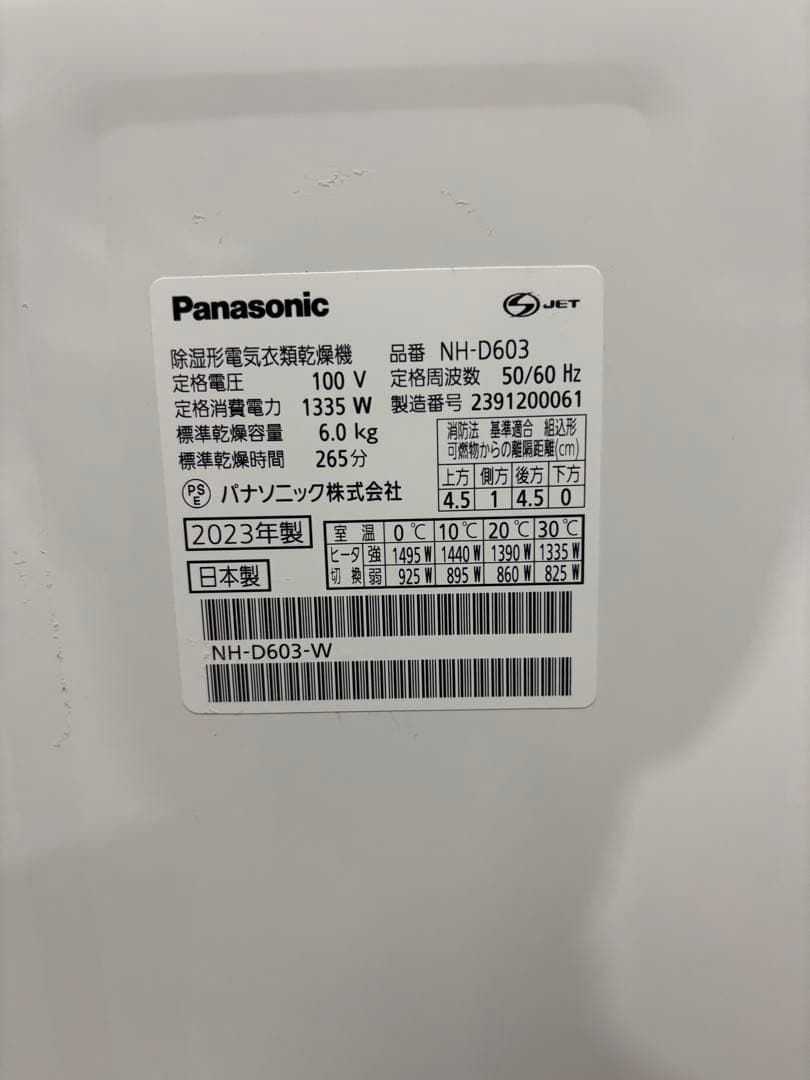 Panasonic
S JET
除湿形電気衣類乾燥機 品番 NH-D603
定格電圧 100 V 定格周波数 50/60 Hz
定格消費電力 1335 W 製造番号 2391200061
標準乾燥容量 6.0 kg
標準乾燥時間 265分
消防法 基準適合 組込形
可燃物からの離隔距離(cm)
上方 側方 後方 下方
4.5 1 4.5 0
PS E パナソニック株式会社
2023年製
日本製
室 温 0℃ 10℃ 20℃ 30℃
ヒータ 強 1495 W 1440 W 1390 W 1335 W
切 換 弱 925 W 895 W 860 W 825 W
NH-D603-W